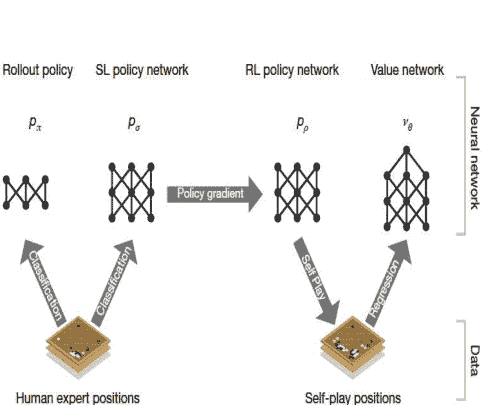 Rollout policy
SL policy network
RL policy network
Value network
pπ
pσ
pρ
νθ
Neural network
Policy gradient
Classification
Classification
Self Play
Regression
Data
Human expert positions
Self-play positions